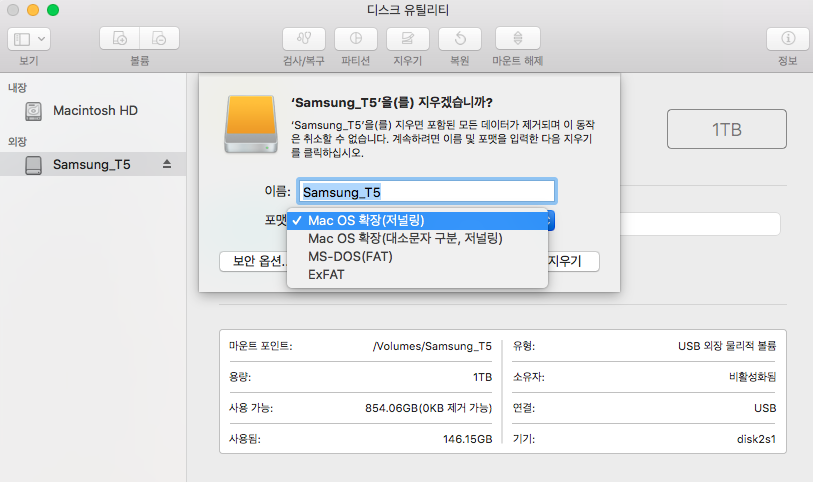 디스크 유틸리티
보기
볼륨
검사/복구
파티션
지우기
복원
마운트 해제
정보
내장
Macintosh HD
외장
Samsung_T5
‘Samsung_T5’을(를) 지우겠습니까?
‘Samsung_T5’을(를) 지우면 포함된 모든 데이터가 제거되며 이 동작
은 취소할 수 없습니다. 계속하려면 이름 및 포맷을 입력한 다음 지우기
를 클릭하십시오.
1TB
이름: Samsung_T5
포맷
✓ Mac OS 확장(저널링)
Mac OS 확장(대소문자 구분, 저널링)
MS-DOS(FAT)
ExFAT
보안 옵션..
지우기
마운트 포인트: /Volumes/Samsung_T5
용량: 1TB
사용 가능: 854.06GB(0KB 제거 가능)
사용됨: 146.15GB
유형: USB 외장 물리적 볼륨
소유자: 비활성화됨
연결: USB
기기: disk2s1